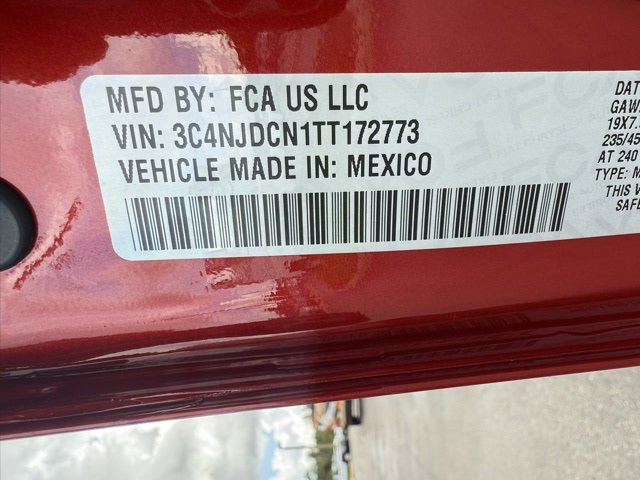 MFD BY: FCA US LLC
VIN: 3C4NJDCN1TT172773
VEHICLE MADE IN: MEXICO
DAT
GAW
19X7.
235/45
AT 240
TYPE: M
THIS V
SAFE